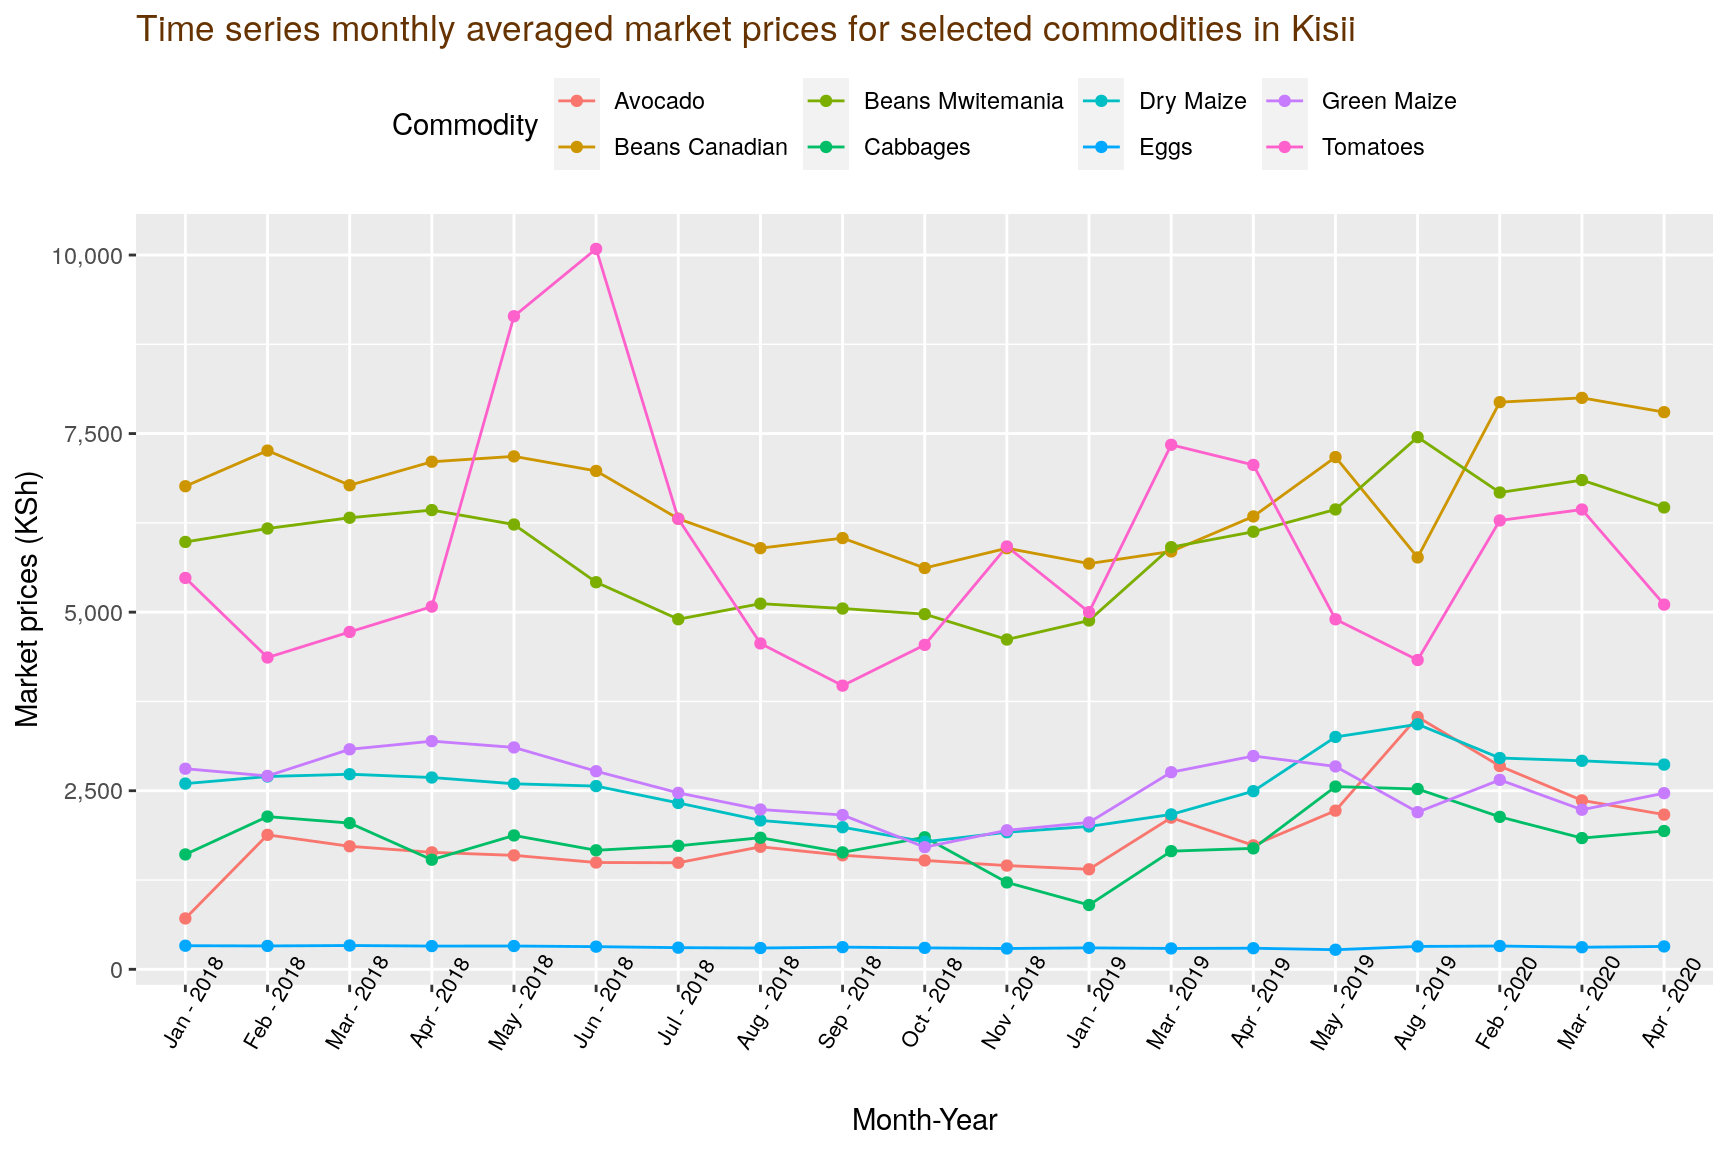 Time series monthly averaged market prices for selected commodities in Kisii
Commodity
Avocado
Beans Mwitemania
Dry Maize
Green Maize
Beans Canadian
Cabbages
Eggs
Tomatoes
Market prices (KSh)
10,000
7,500
5,000
2,500
0
Jan - 2018
Feb - 2018
Mar - 2018
Apr - 2018
May - 2018
Jun - 2018
Jul - 2018
Aug - 2018
Sep - 2018
Oct - 2018
Nov - 2018
Jan - 2019
Mar - 2019
Apr - 2019
May - 2019
Aug - 2019
Feb - 2020
Mar - 2020
Apr - 2020
Month-Year